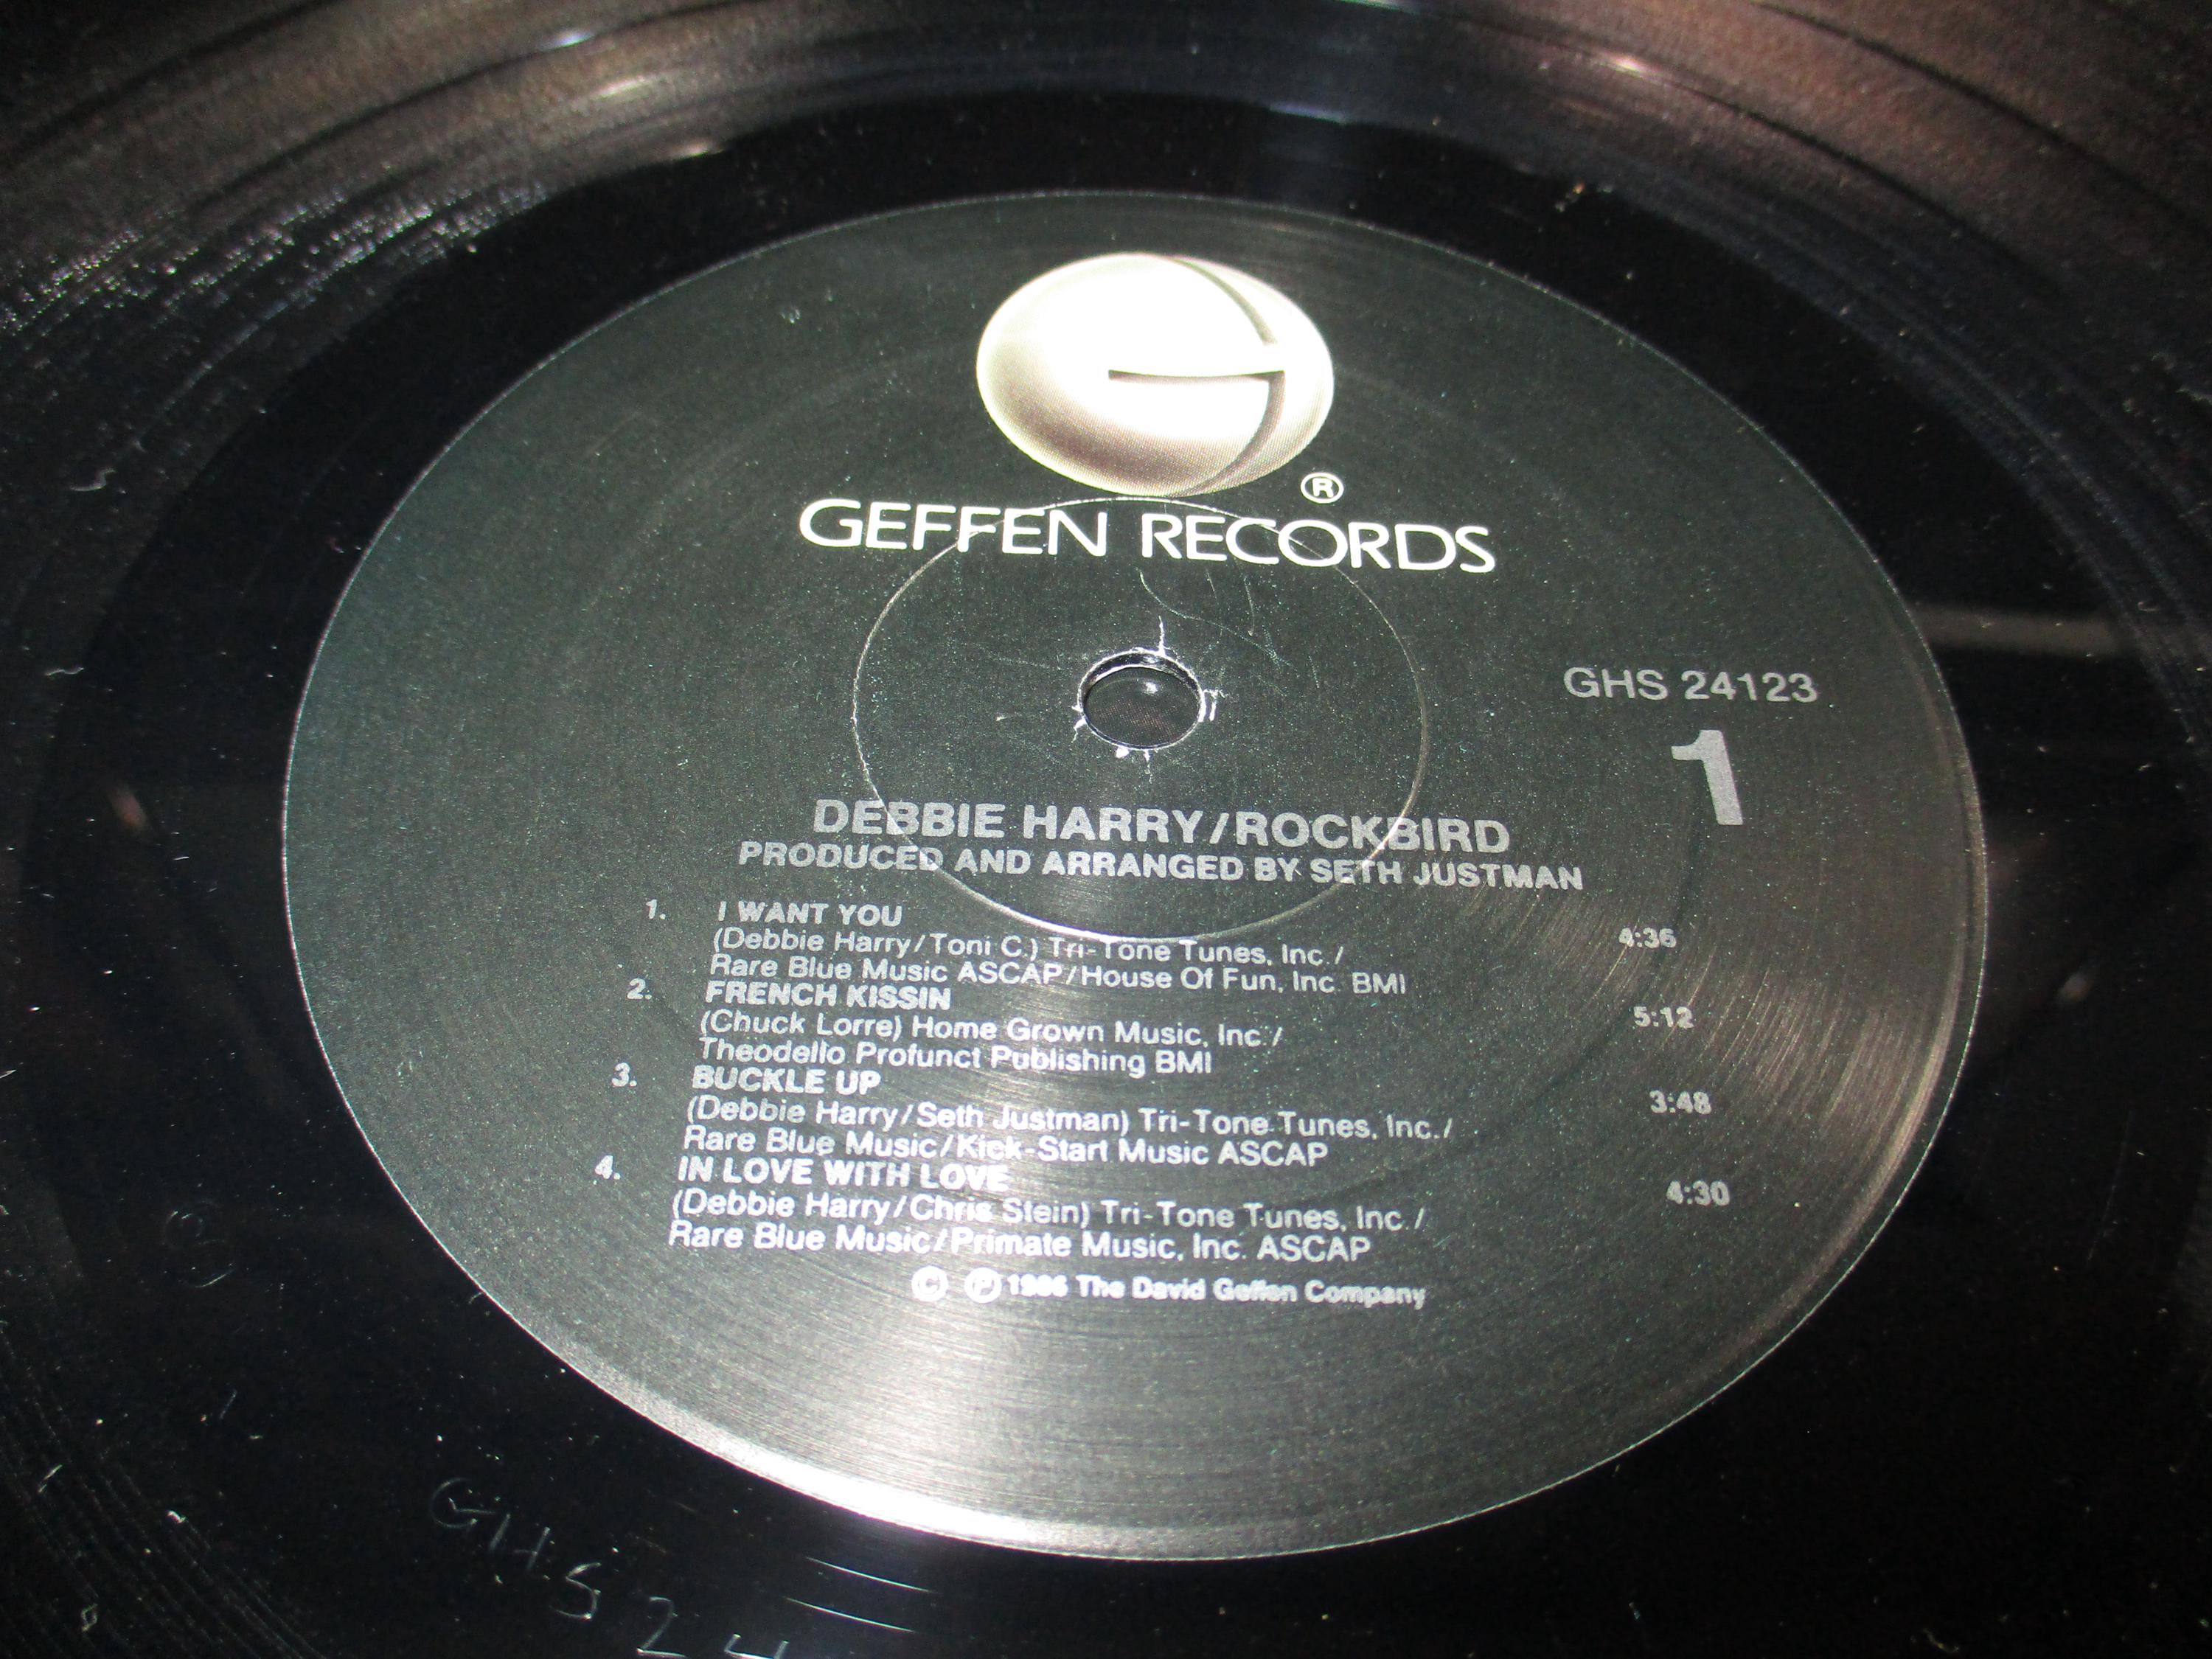 ®
GEFFEN RECORDS
GHS 24123
1
DEBBIE HARRY/ROCKBIRD
PRODUCED AND ARRANGED BY SETH JUSTMAN
1. I WANT YOU 4:36
(Debbie Harry/Toni C.) Tri-Tone Tunes, Inc./
Rare Blue Music ASCAP/House Of Fun, Inc. BMI
2. FRENCH KISSIN 5:12
(Chuck Lorre) Home Grown Music, Inc./
Theodello Profunct Publishing BMI
3. BUCKLE UP 3:48
(Debbie Harry/Seth Justman) Tri-Tone Tunes, Inc./
Rare Blue Music/Kick-Start Music ASCAP
4. IN LOVE WITH LOVE 4:30
(Debbie Harry/Chris Stein) Tri-Tone Tunes, Inc./
Rare Blue Music/Primate Music, Inc. ASCAP
© ℗ 1986 The David Geffen Company
GHS 24